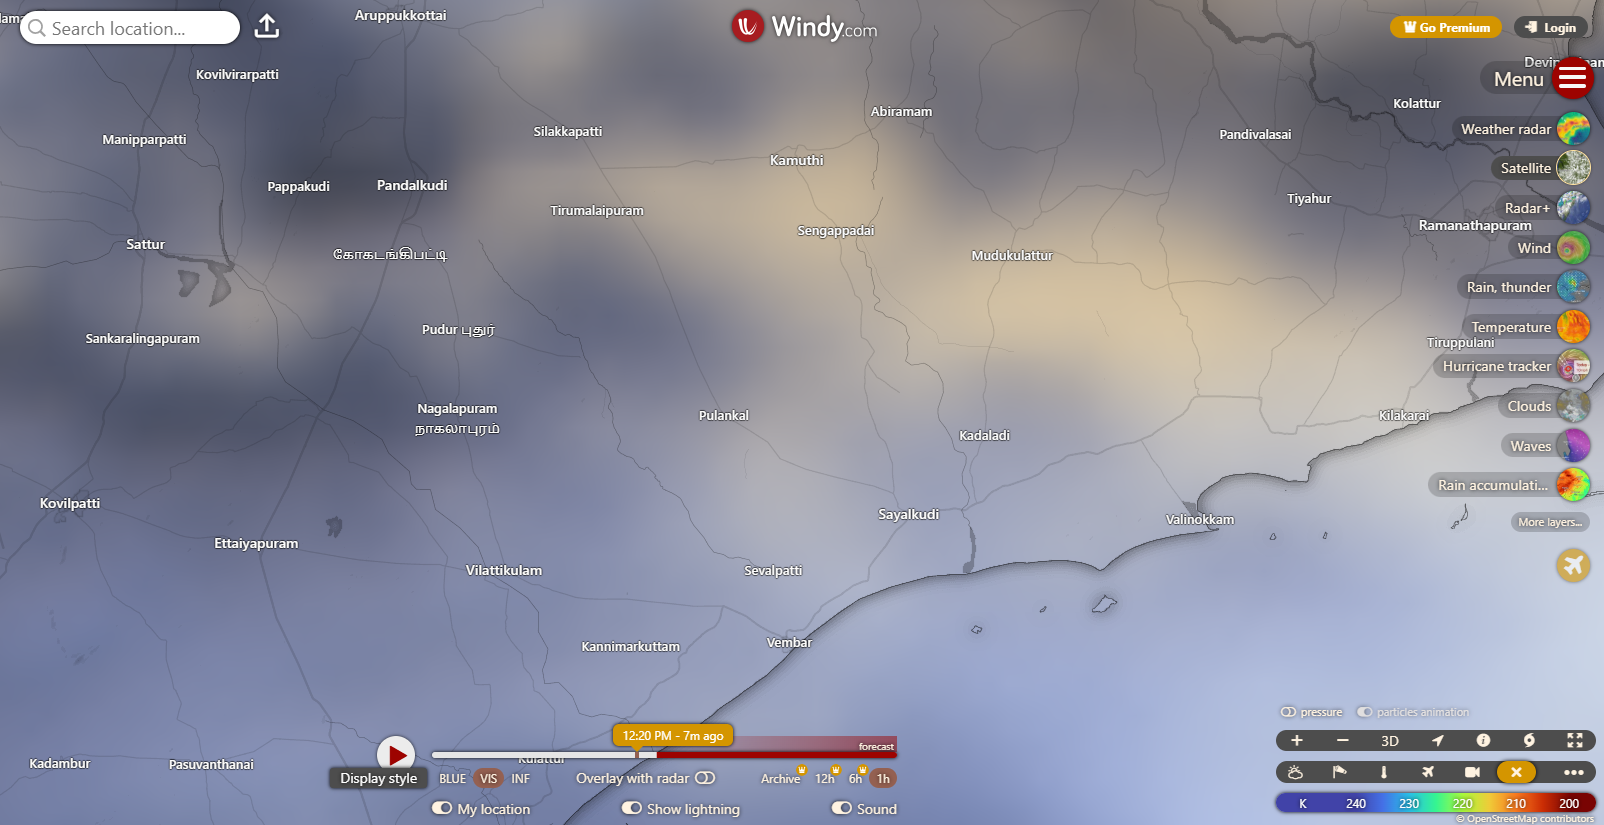 Search location...
Windy.com
Go Premium
Login
Menu
Weather radar
Satellite
Radar+
Wind
Rain, thunder
Temperature
Hurricane tracker
Clouds
Waves
Rain accumulati...
More layers...
Aruppukkottai
Kovilvirarpatti
Manipparpatti
Silakkapatti
Abiramam
Kolattur
Pandivalasai
Kamuthi
Pappakudi
Pandalkudi
Tirumalaipuram
Tiyahur
Sengappadai
Ramanathapuram
Sattur
கோகடங்கிபட்டி
Mudukulattur
Sankaralingapuram
Pudur புதூர்
Tiruppulani
Nagalapuram
நாகலாபுரம்
Pulankal
Kadaladi
Kilakarai
Kovilpatti
Sayalkudi
Valinokkam
Ettaiyapuram
Vilattikulam
Sevalpatti
Kannimarkuttam
Vembar
Kadambur
Pasuvanthanai
Kulattur
12:20 PM - 7m ago
forecast
Display style
BLUE VIS INF
Overlay with radar
Archive 12h 6h 1h
My location
Show lightning
Sound
pressure
particles animation
3D
K 240 230 220 210 200
© OpenStreetMap contributors